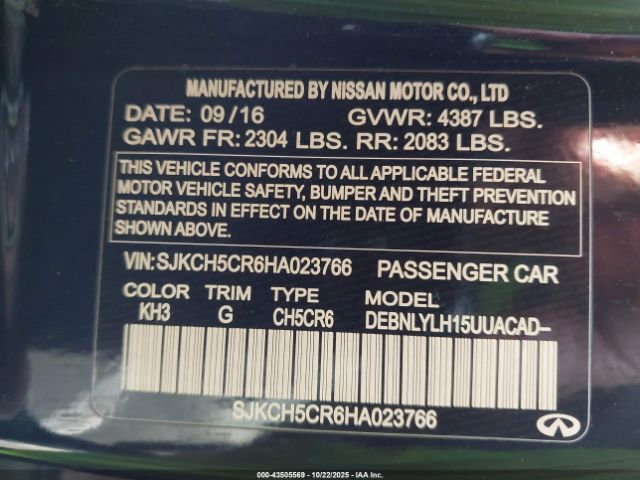 MANUFACTURED BY NISSAN MOTOR CO., LTD
DATE: 09/16 GVWR: 4387 LBS.
GAWR FR: 2304 LBS. RR: 2083 LBS.
THIS VEHICLE CONFORMS TO ALL APPLICABLE FEDERAL
MOTOR VEHICLE SAFETY, BUMPER AND THEFT PREVENTION
STANDARDS IN EFFECT ON THE DATE OF MANUFACTURE
SHOWN ABOVE.
VIN:SJKCH5CR6HA023766 PASSENGER CAR
COLOR TRIM TYPE MODEL
KH3 G CH5CR6 DEBNLYLH15UUACAD–
SJKCH5CR6HA023766
000-43505569 | 10/22/2025 | IAA Inc.